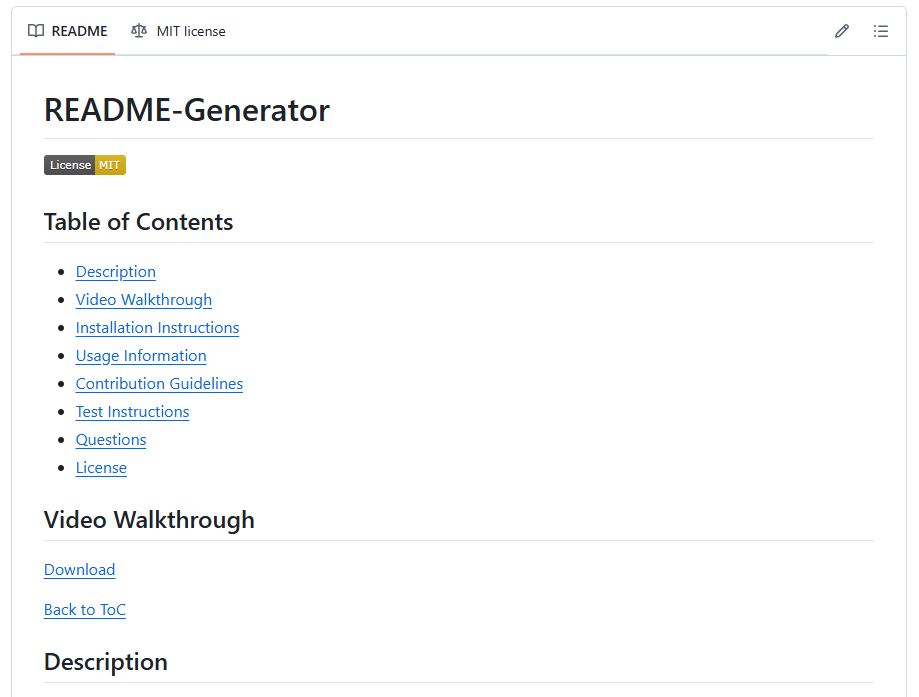 README MIT license
README-Generator
License MIT
Table of Contents
Description
Video Walkthrough
Installation Instructions
Usage Information
Contribution Guidelines
Test Instructions
Questions
License
Video Walkthrough
Download
Back to ToC
Description